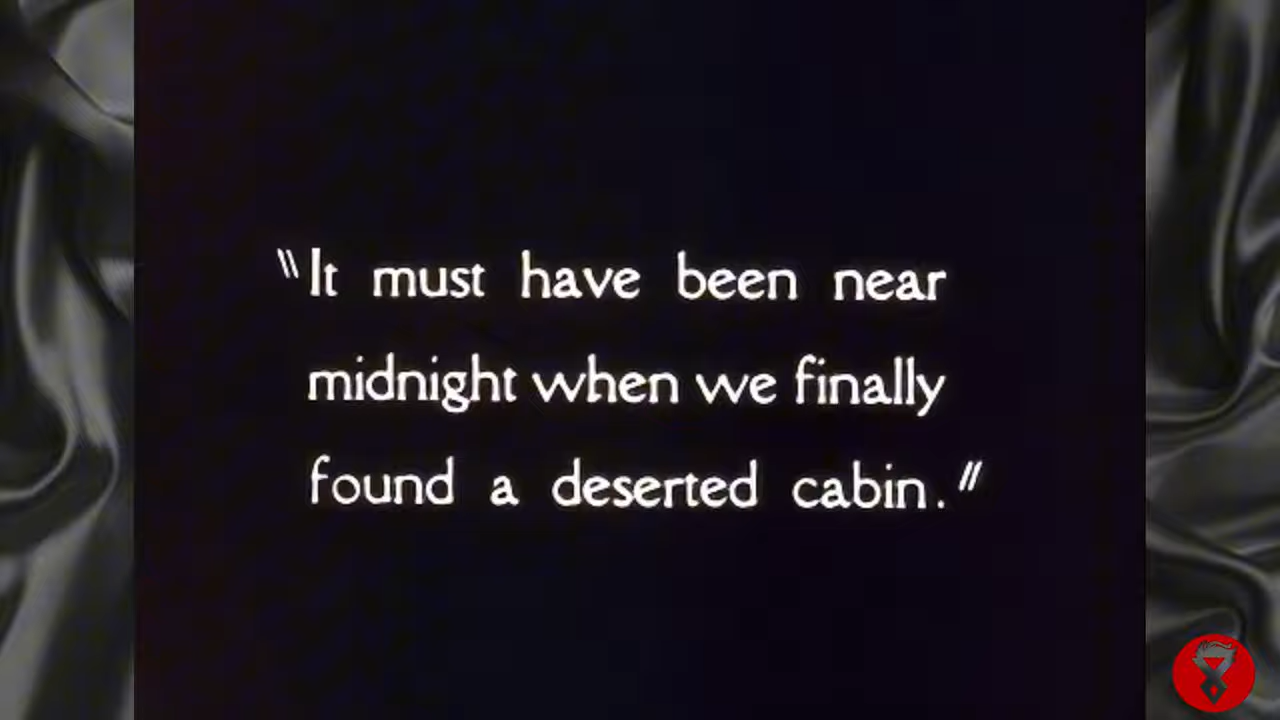 "It must have been near
midnight when we finally
found a deserted cabin."